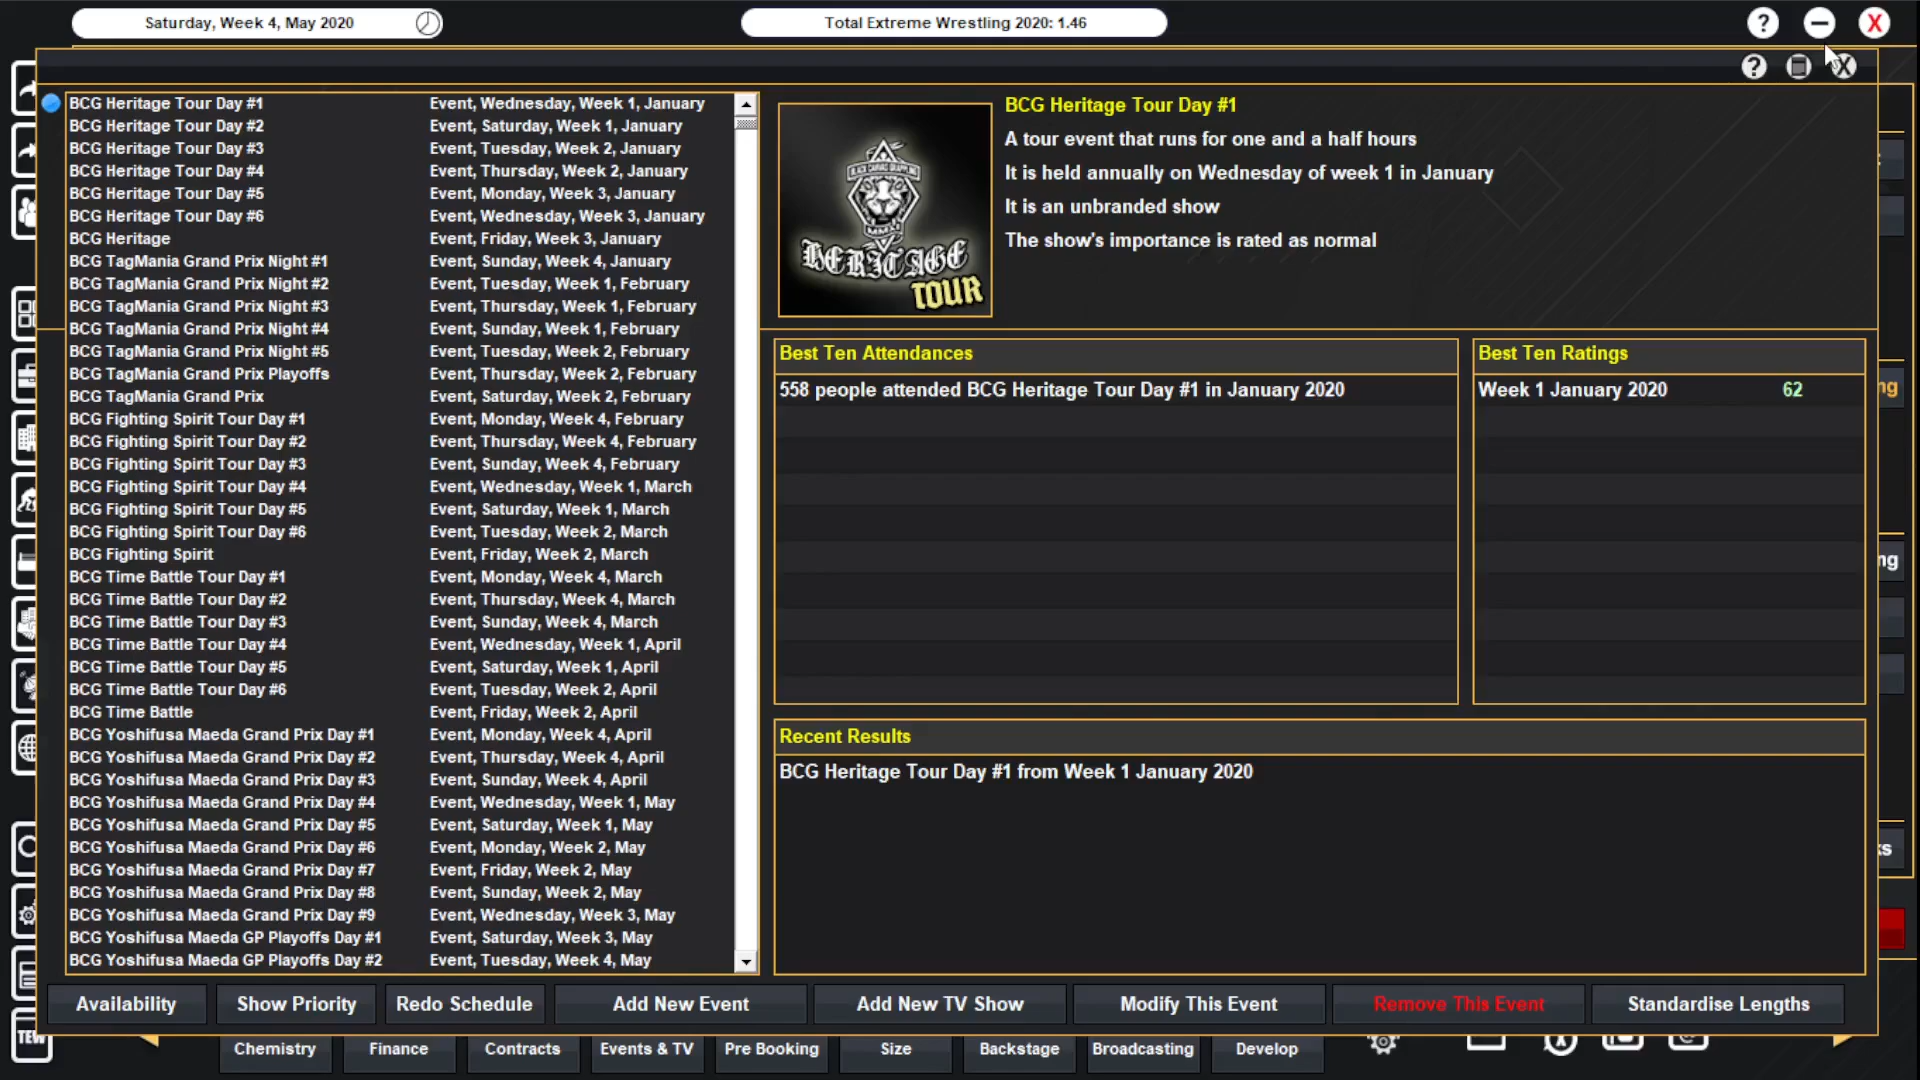 Saturday, Week 4, May 2020
Total Extreme Wrestling 2020: 1.46
BCG Heritage Tour Day #1 Event, Wednesday, Week 1, January
BCG Heritage Tour Day #2 Event, Saturday, Week 1, January
BCG Heritage Tour Day #3 Event, Tuesday, Week 2, January
BCG Heritage Tour Day #4 Event, Thursday, Week 2, January
BCG Heritage Tour Day #5 Event, Monday, Week 3, January
BCG Heritage Tour Day #6 Event, Wednesday, Week 3, January
BCG Heritage Event, Friday, Week 3, January
BCG TagMania Grand Prix Night #1 Event, Sunday, Week 4, January
BCG TagMania Grand Prix Night #2 Event, Tuesday, Week 1, February
BCG TagMania Grand Prix Night #3 Event, Thursday, Week 1, February
BCG TagMania Grand Prix Night #4 Event, Sunday, Week 1, February
BCG TagMania Grand Prix Night #5 Event, Tuesday, Week 2, February
BCG TagMania Grand Prix Playoffs Event, Thursday, Week 2, February
BCG TagMania Grand Prix Event, Saturday, Week 2, February
BCG Fighting Spirit Tour Day #1 Event, Monday, Week 4, February
BCG Fighting Spirit Tour Day #2 Event, Thursday, Week 4, February
BCG Fighting Spirit Tour Day #3 Event, Sunday, Week 4, February
BCG Fighting Spirit Tour Day #4 Event, Wednesday, Week 1, March
BCG Fighting Spirit Tour Day #5 Event, Saturday, Week 1, March
BCG Fighting Spirit Tour Day #6 Event, Tuesday, Week 2, March
BCG Fighting Spirit Event, Friday, Week 2, March
BCG Time Battle Tour Day #1 Event, Monday, Week 4, March
BCG Time Battle Tour Day #2 Event, Thursday, Week 4, March
BCG Time Battle Tour Day #3 Event, Sunday, Week 4, March
BCG Time Battle Tour Day #4 Event, Wednesday, Week 1, April
BCG Time Battle Tour Day #5 Event, Saturday, Week 1, April
BCG Time Battle Tour Day #6 Event, Tuesday, Week 2, April
BCG Time Battle Event, Friday, Week 2, April
BCG Yoshifusa Maeda Grand Prix Day #1 Event, Monday, Week 4, April
BCG Yoshifusa Maeda Grand Prix Day #2 Event, Thursday, Week 4, April
BCG Yoshifusa Maeda Grand Prix Day #3 Event, Sunday, Week 4, April
BCG Yoshifusa Maeda Grand Prix Day #4 Event, Wednesday, Week 1, May
BCG Yoshifusa Maeda Grand Prix Day #5 Event, Saturday, Week 1, May
BCG Yoshifusa Maeda Grand Prix Day #6 Event, Monday, Week 2, May
BCG Yoshifusa Maeda Grand Prix Day #7 Event, Friday, Week 2, May
BCG Yoshifusa Maeda Grand Prix Day #8 Event, Sunday, Week 2, May
BCG Yoshifusa Maeda Grand Prix Day #9 Event, Wednesday, Week 3, May
BCG Yoshifusa Maeda GP Playoffs Day #1 Event, Saturday, Week 3, May
BCG Yoshifusa Maeda GP Playoffs Day #2 Event, Tuesday, Week 4, May
HERITAGE
TOUR
BCG Heritage Tour Day #1
A tour event that runs for one and a half hours
It is held annually on Wednesday of week 1 in January
It is an unbranded show
The show's importance is rated as normal
Best Ten Attendances
558 people attended BCG Heritage Tour Day #1 in January 2020
Best Ten Ratings
Week 1 January 2020 62
Recent Results
BCG Heritage Tour Day #1 from Week 1 January 2020
ng
ng
ks
Availability Show Priority Redo Schedule Add New Event Add New TV Show Modify This Event Remove This Event Standardise Lengths
TEW
Chemistry Finance Contracts Events & TV Pre Booking Size Backstage Broadcasting Develop